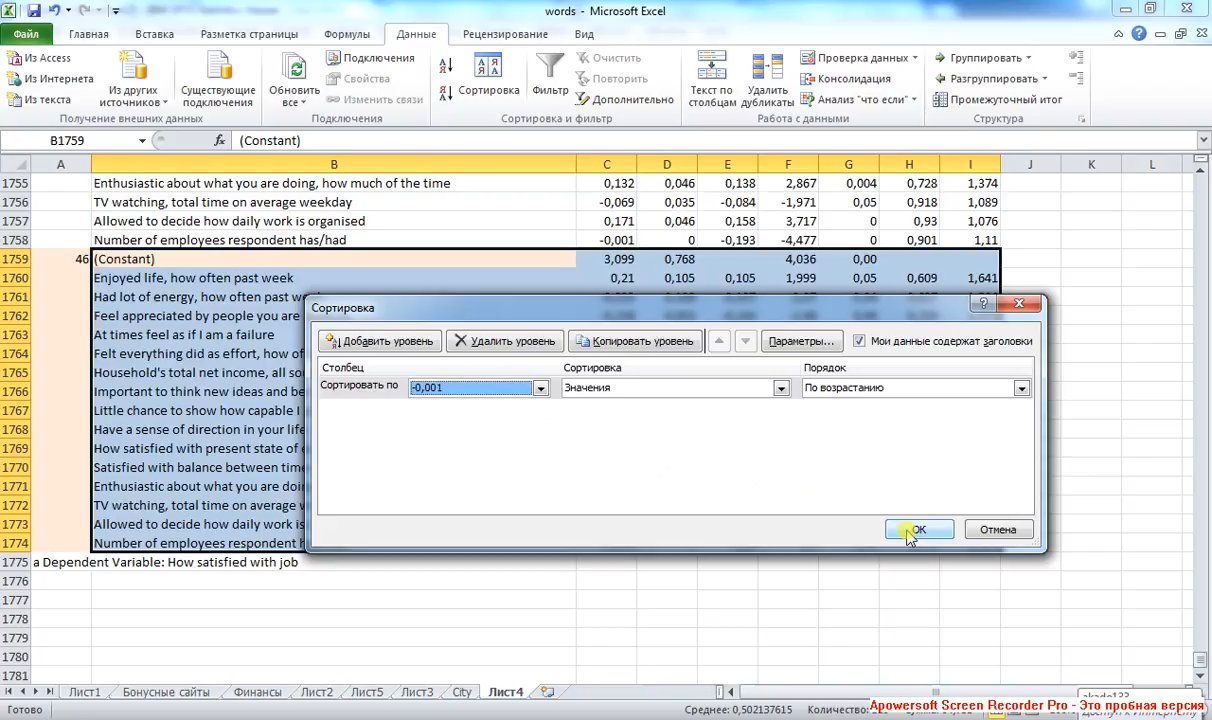 words - Microsoft Excel
Файл Главная Вставка Разметка страницы Формулы Данные Рецензирование Вид
Из Access
Из Интернета
Из текста
Из других источников
Существующие подключения
Получение внешних данных
Обновить все
Подключения
Свойства
Изменить связи
Подключения
Сортировка
Фильтр
Очистить
Повторить
Дополнительно
Сортировка и фильтр
Текст по столбцам
Удалить дубликаты
Проверка данных
Консолидация
Анализ "что если"
Работа с данными
Группировать
Разгруппировать
Промежуточный итог
Структура
B1759 fx (Constant)
A B C D E F G H I J K L
1755 Enthusiastic about what you are doing, how much of the time 0,132 0,046 0,138 2,867 0,004 0,728 1,374
1756 TV watching, total time on average weekday -0,069 0,035 -0,084 -1,971 0,05 0,918 1,089
1757 Allowed to decide how daily work is organised 0,171 0,046 0,158 3,717 0 0,93 1,076
1758 Number of employees respondent has/had -0,001 0 -0,193 -4,477 0 0,901 1,11
1759 46 (Constant) 3,099 0,768 4,036 0,00
1760 Enjoyed life, how often past week 0,21 0,105 0,105 1,999 0,05 0,609 1,641
1761 Had lot of energy, how often past we
1762 Feel appreciated by people you are
1763 At times feel as if I am a failure
1764 Felt everything did as effort, how of
1765 Household's total net income, all sou
1766 Important to think new ideas and be
1767 Little chance to show how capable I
1768 Have a sense of direction in your life
1769 How satisfied with present state of e
1770 Satisfied with balance between time
1771 Enthusiastic about what you are doin
1772 TV watching, total time on average w
1773 Allowed to decide how daily work is
1774 Number of employees respondent h
1775 a Dependent Variable: How satisfied with job
1776
1777
1778
1779
1780
1781
Сортировка
Добавить уровень Удалить уровень Копировать уровень Параметры... Мои данные содержат заголовки
Столбец Сортировка Порядок
Сортировать по -0,001 Значения По возрастанию
OK Отмена
Лист1 Бонусные сайты Финансы Лист2 Лист5 Лист3 City Лист4
Готово Среднее: 0,502137615
Apowersoft Screen Recorder Pro - Это пробная версия